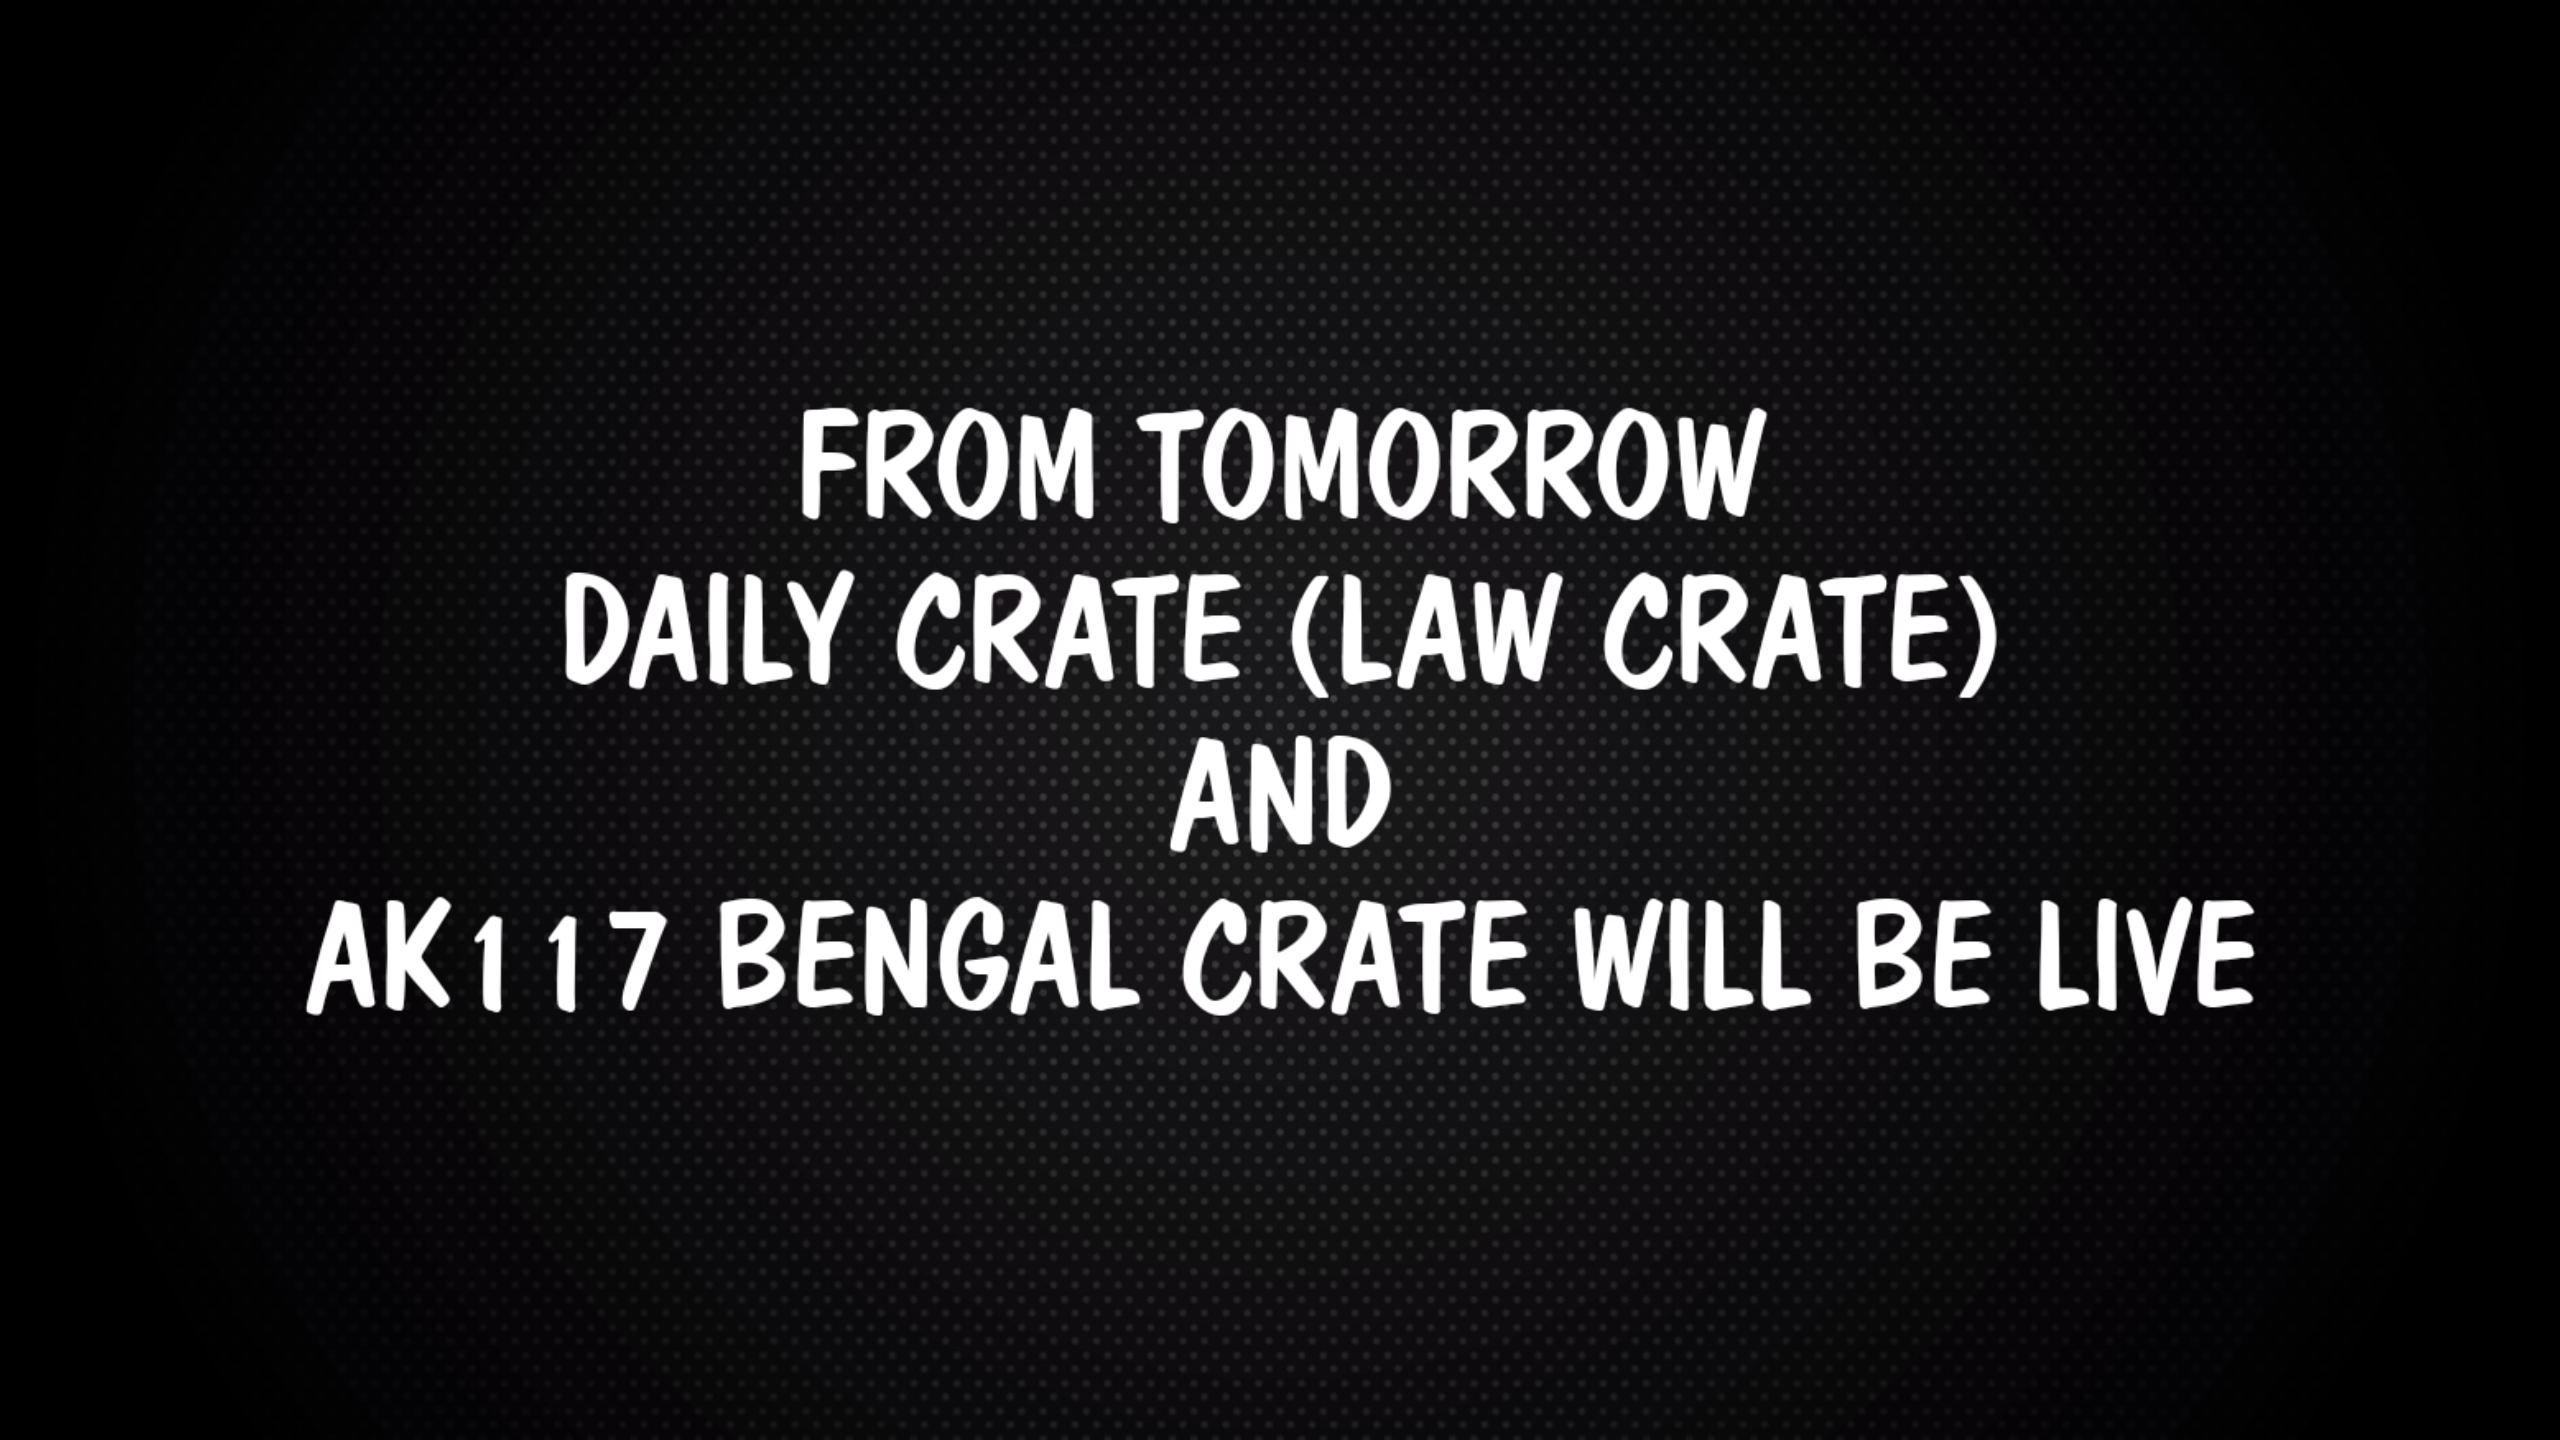 FROM TOMORROW
DAILY CRATE (LAW CRATE)
AND
AK117 BENGAL CRATE WILL BE LIVE